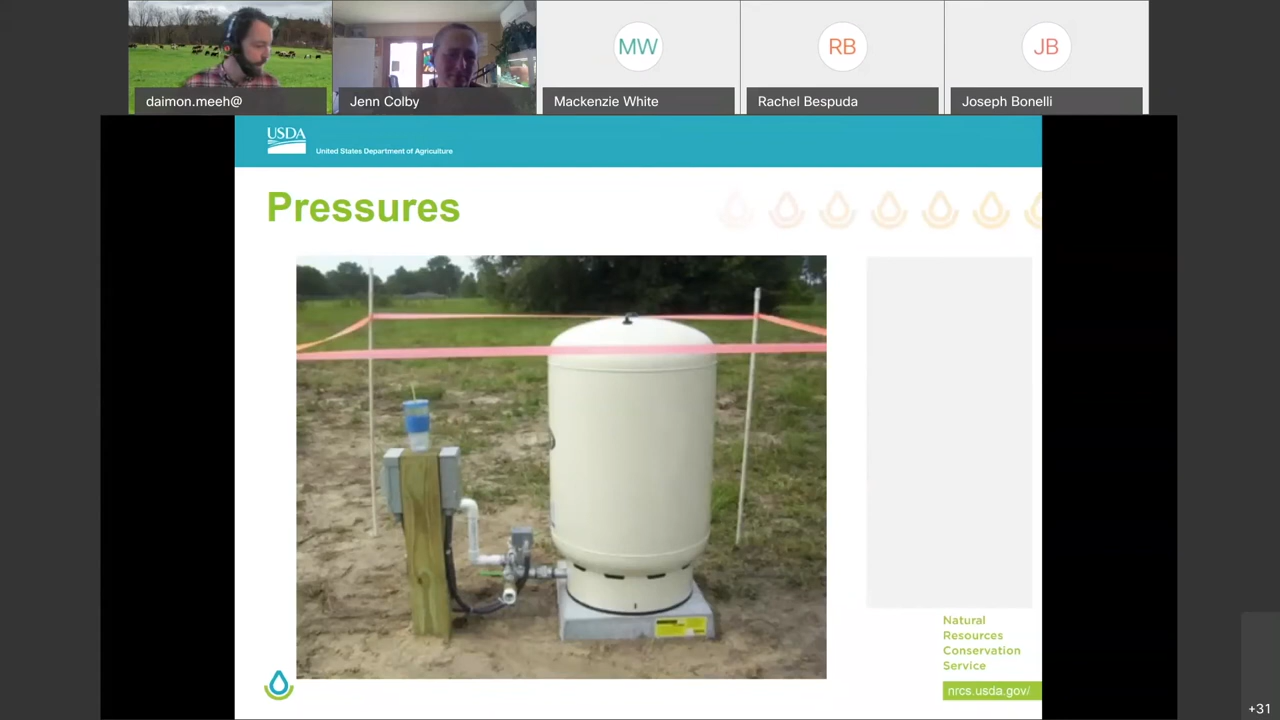 MW
RB
JB
daimon.meeh@
Jenn Colby
Mackenzie White
Rachel Bespuda
Joseph Bonelli
USDA
United States Department of Agriculture
Pressures
Natural
Resources
Conservation
Service
nrcs.usda.gov/
+31